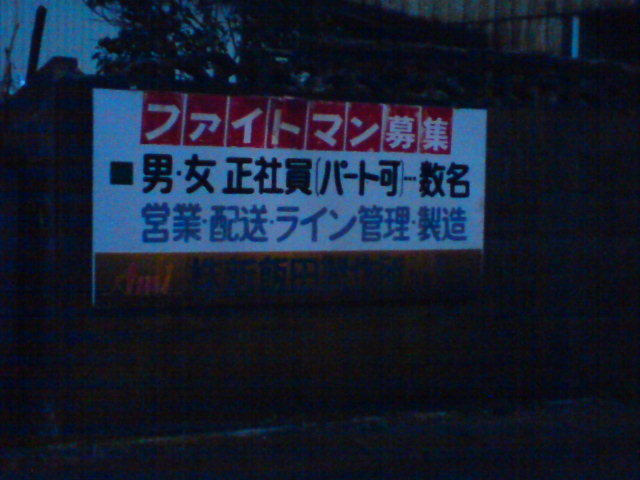 ファイトマン募集
■男・女 正社員(パート可)…数名
営業・配送・ライン管理・製造